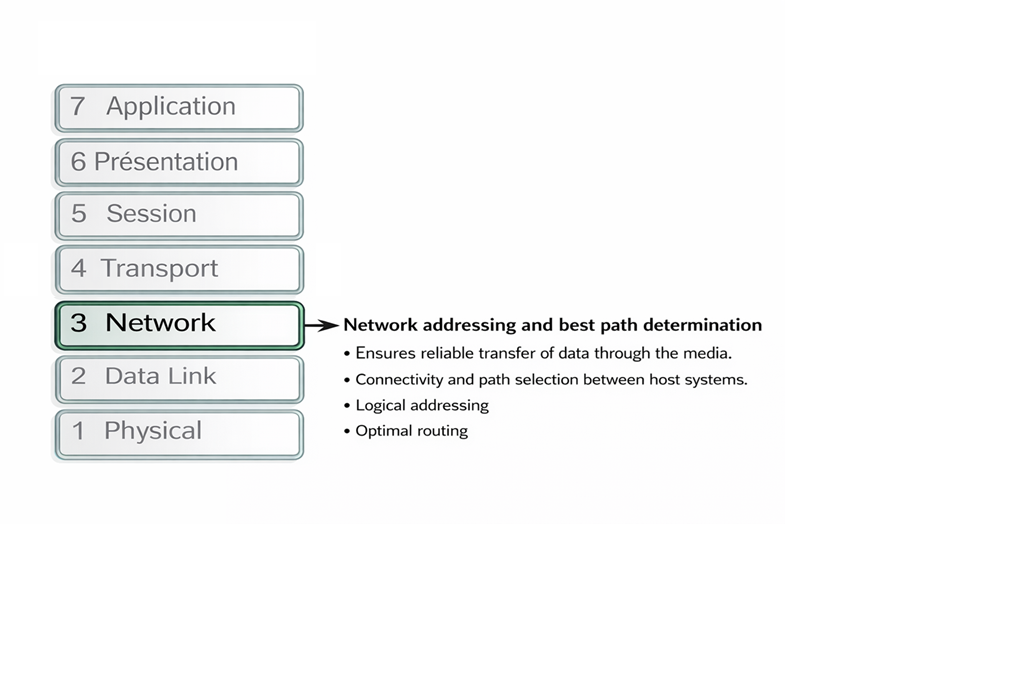 7 Application
6 Présentation
5 Session
4 Transport
3 Network
Network addressing and best path determination
• Ensures reliable transfer of data through the media.
• Connectivity and path selection between host systems.
• Logical addressing
• Optimal routing
2 Data Link
1 Physical